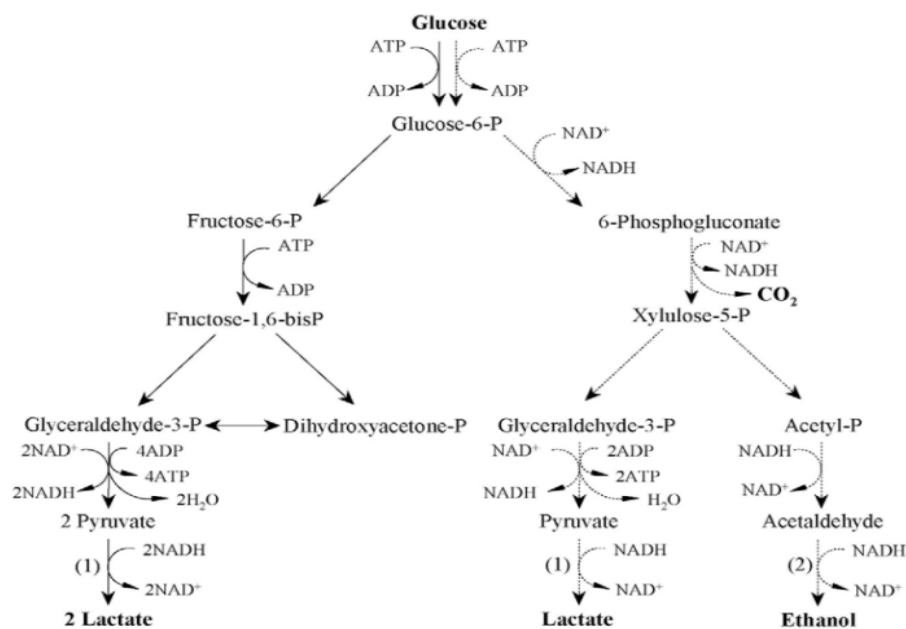 Glucose
ATP ATP
ADP ADP
Glucose-6-P
NAD⁺
NADH
Fructose-6-P 6-Phosphogluconate
ATP NAD⁺
NADH
ADP CO₂
Fructose-1,6-bisP Xylulose-5-P
Glyceraldehyde-3-P Dihydroxyacetone-P Glyceraldehyde-3-P Acetyl-P
2NAD⁺ 4ADP NAD⁺ 2ADP NADH
4ATP 2ATP
2NADH 2H₂O NADH H₂O NAD⁺
2 Pyruvate Pyruvate Acetaldehyde
2NADH NADH NADH
(1) (1) (2)
2NAD⁺ NAD⁺ NAD⁺
2 Lactate Lactate Ethanol